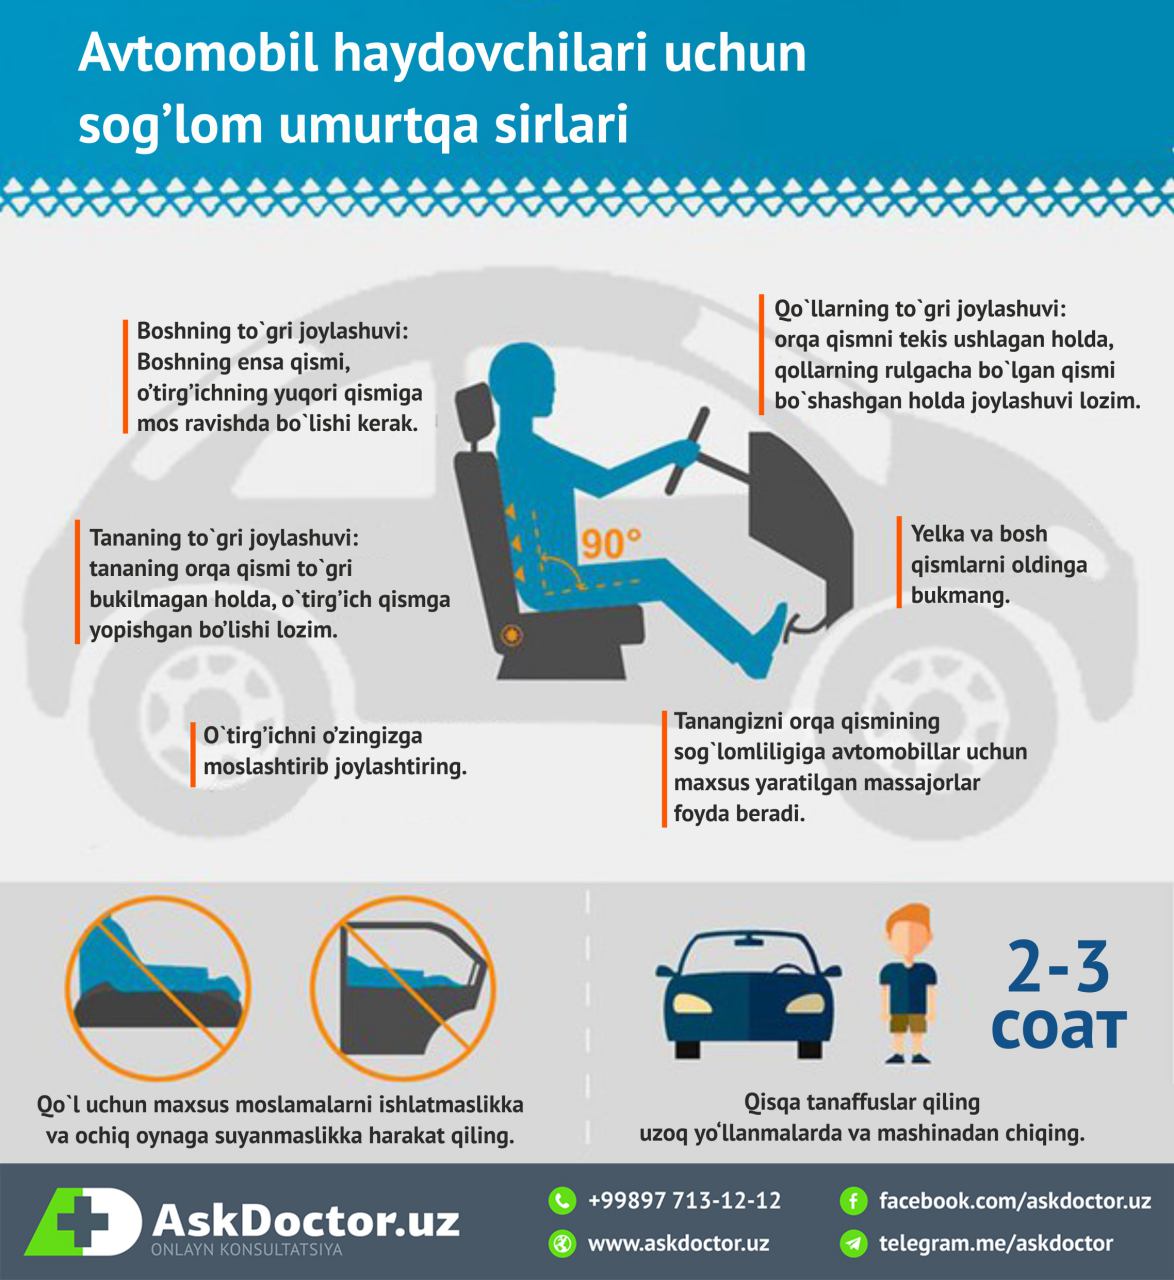 Avtomobil haydovchilari uchun
sog’lom umurtqa sirlari
Boshning to`gri joylashuvi:
Boshning ensa qismi,
o’tirg’ichning yuqori qismiga
mos ravishda bo`lishi kerak.
Qo`llarning to`gri joylashuvi:
orqa qismni tekis ushlagan holda,
qollarning rulgacha bo`lgan qismi
bo`shashgan holda joylashuvi lozim.
Tananing to`gri joylashuvi:
tananing orqa qismi to`gri
bukilmagan holda, o`tirg’ich qismga
yopishgan bo’lishi lozim.
90°
Yelka va bosh
qismlarni oldinga
bukmang.
O`tirg’ichni o’zingizga
moslashtirib joylashtiring.
Tanangizni orqa qismining
sog`lomliligiga avtomobillar uchun
maxsus yaratilgan massajorlar
foyda beradi.
Qo`l uchun maxsus moslamalarni ishlatmaslikka
va ochiq oynaga suyanmaslikka harakat qiling.
2-3
соат
Qisqa tanaffuslar qiling
uzoq yo‘llanmalarda va mashinadan chiqing.
AskDoctor.uz
ONLAYN KONSULTATSIYA
+99897 713-12-12
www.askdoctor.uz
facebook.com/askdoctor.uz
telegram.me/askdoctor